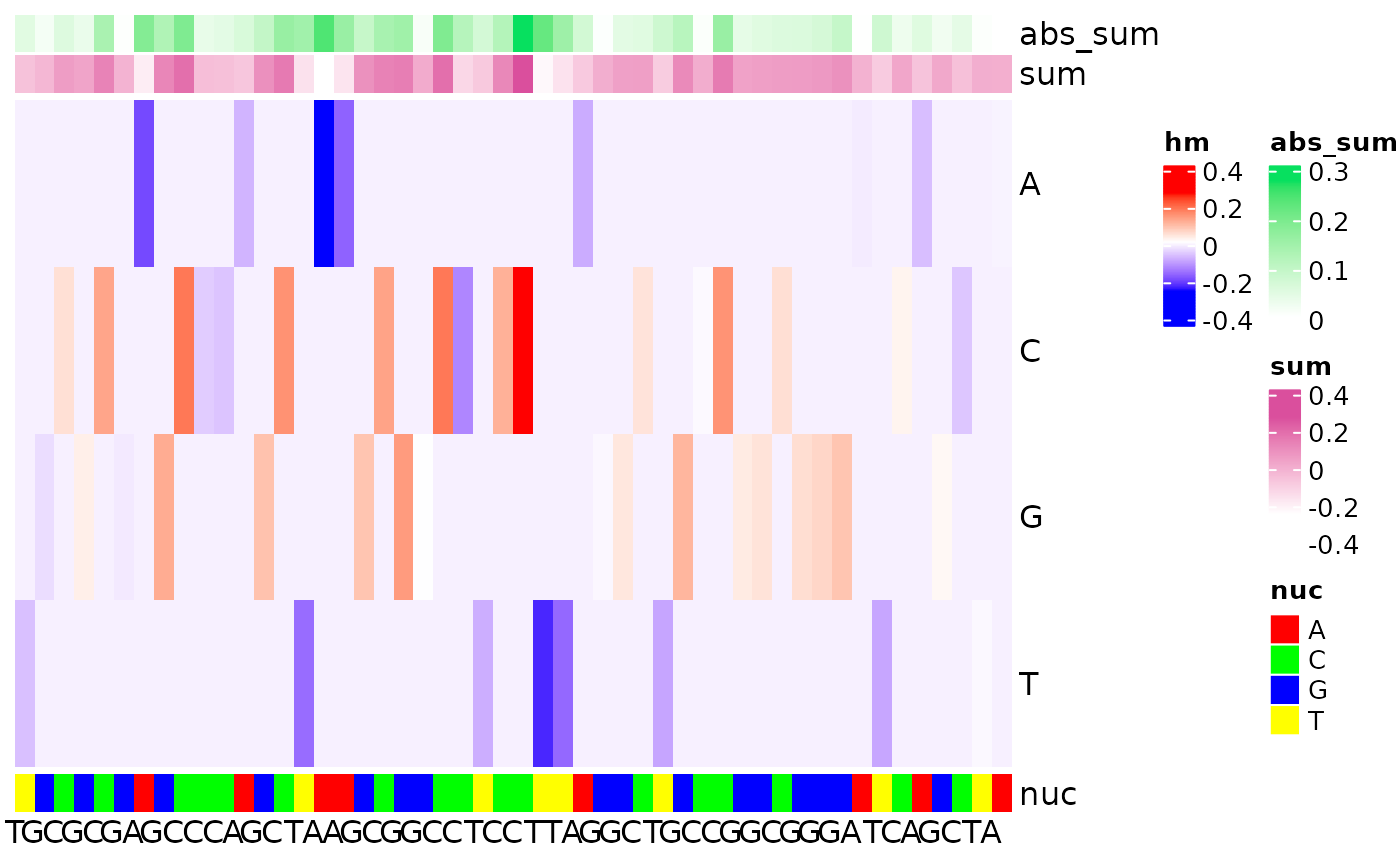 abs_sum
sum
hm abs_sum
0.4 0.3
A
0.2 0.2
0 0.1
-0.2 0
-0.4
C
sum
0.4
0.2
0
-0.2
G
-0.4
nuc
A
C
T
G
T
nuc
TGCGCGAGCCCAGCTAAGCGGCCTCCTTAGGCTGCCGGCGGGATCAGCTA